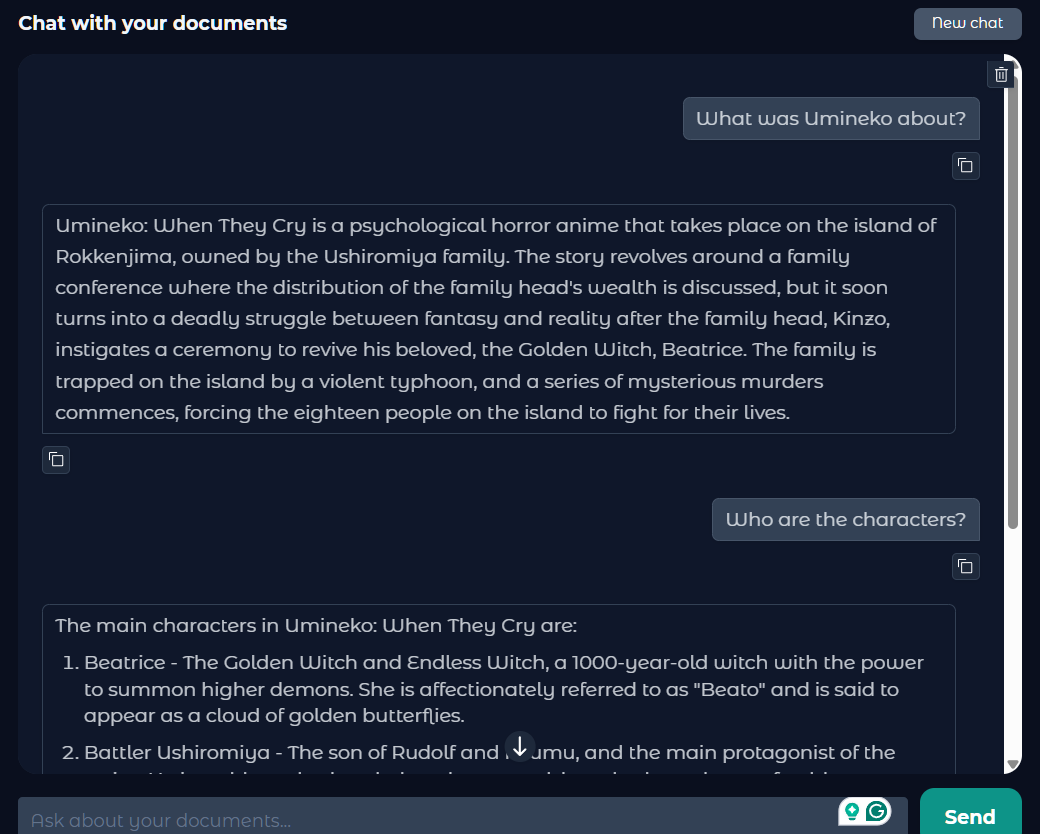 Chat with your documents
New chat
What was Umineko about?
Umineko: When They Cry is a psychological horror anime that takes place on the island of
Rokkenjima, owned by the Ushiromiya family. The story revolves around a family
conference where the distribution of the family head's wealth is discussed, but it soon
turns into a deadly struggle between fantasy and reality after the family head, Kinzo,
instigates a ceremony to revive his beloved, the Golden Witch, Beatrice. The family is
trapped on the island by a violent typhoon, and a series of mysterious murders
commences, forcing the eighteen people on the island to fight for their lives.
Who are the characters?
The main characters in Umineko: When They Cry are:
1. Beatrice - The Golden Witch and Endless Witch, a 1000-year-old witch with the power
to summon higher demons. She is affectionately referred to as "Beato" and is said to
appear as a cloud of golden butterflies.
2. Battler Ushiromiya - The son of Rudolf and and the main protagonist of the
Ask about your documents...
Send